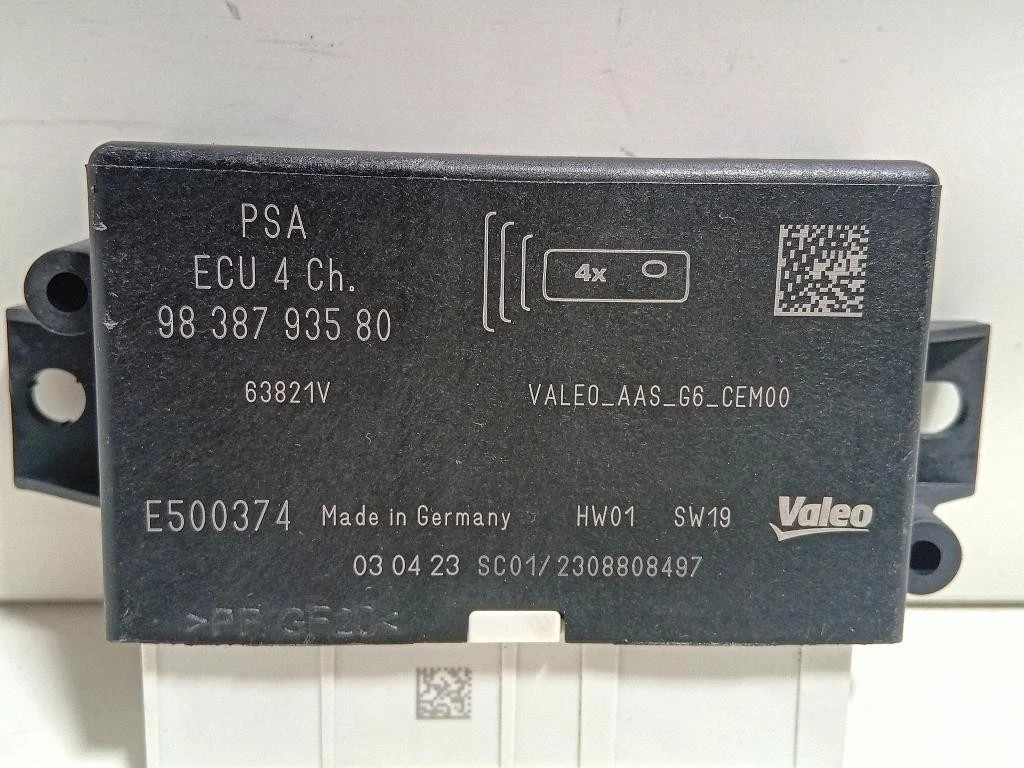 PSA
ECU 4 Ch.
98 387 935 80
4x
63821V
VALEO_AAS_G6_CEM00
E500374 Made in Germany HW01 SW19 Valeo
03 04 23 SC01/2308808497
>PP GF20<